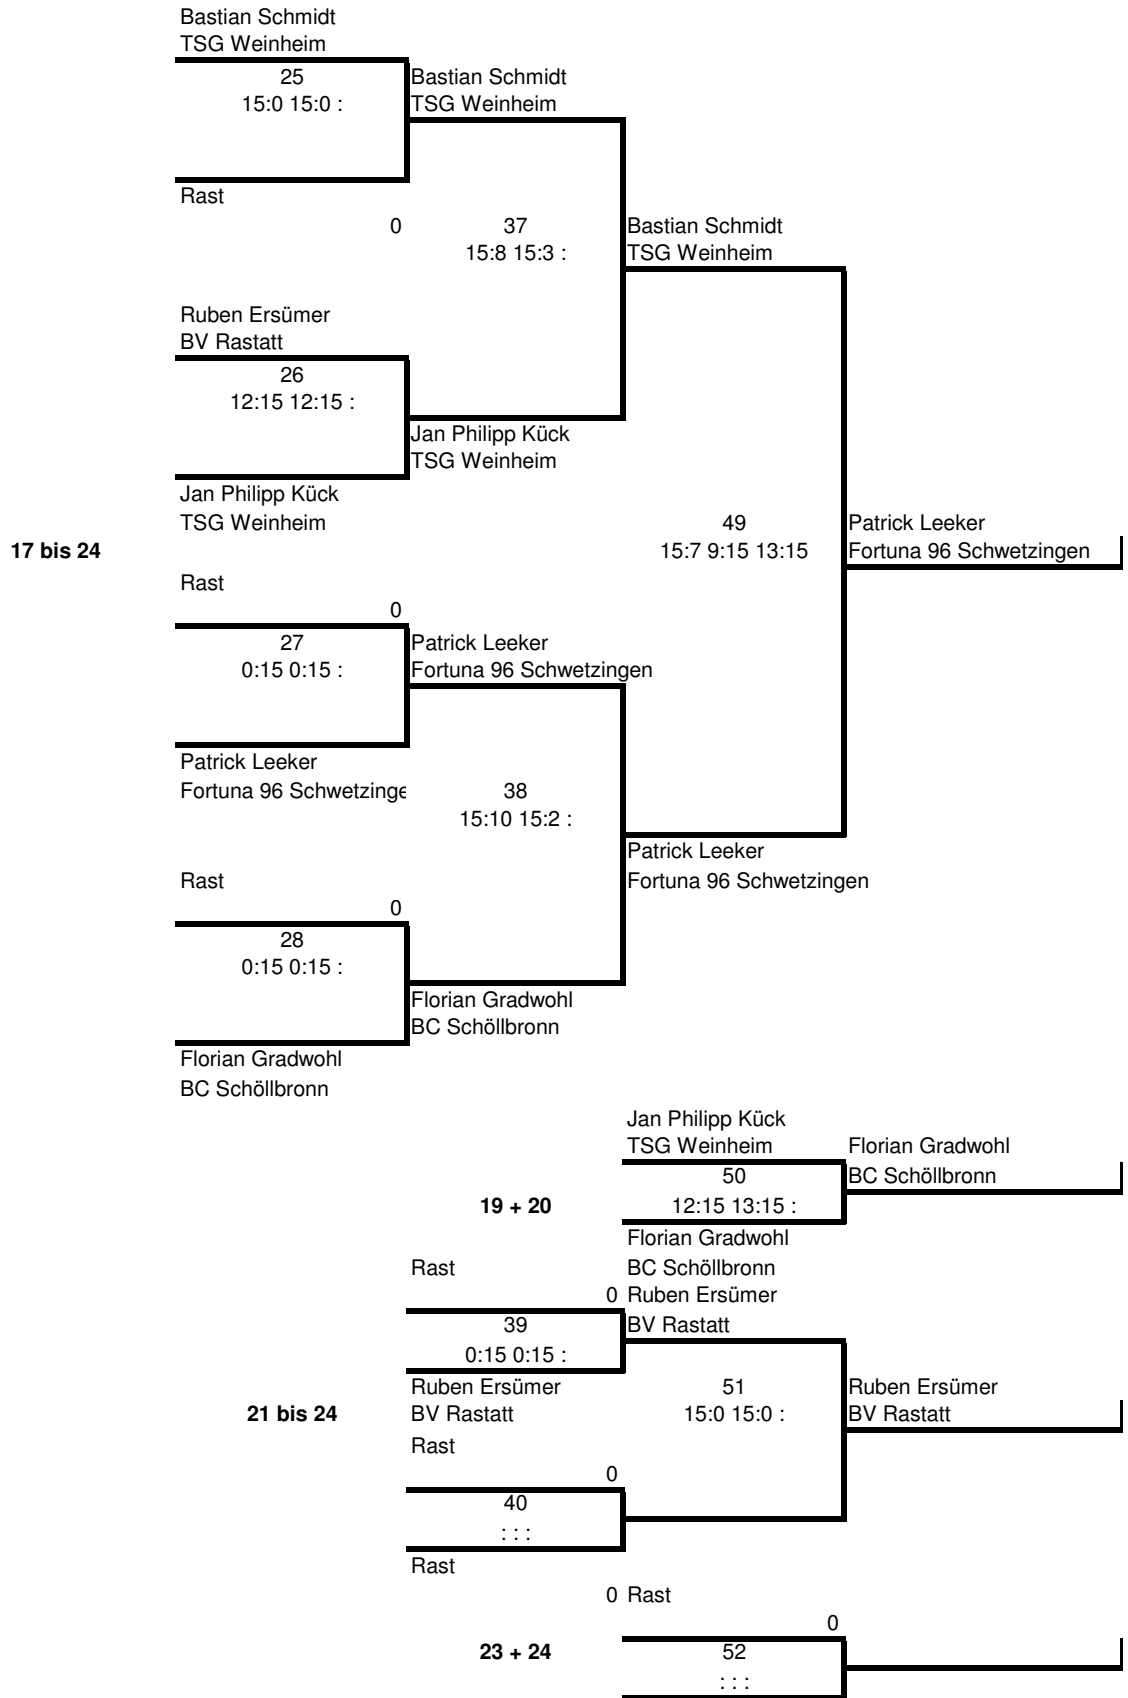 Bastian Schmidt
TSG Weinheim
25
15:0 15:0 :
Bastian Schmidt
TSG Weinheim
Rast
0
37
15:8 15:3 :
Bastian Schmidt
TSG Weinheim
Ruben Ersümer
BV Rastatt
26
12:15 12:15 :
Jan Philipp Kück
TSG Weinheim
Jan Philipp Kück
TSG Weinheim
49
15:7 9:15 13:15
Patrick Leeker
Fortuna 96 Schwetzingen
17 bis 24
Rast
0
27
0:15 0:15 :
Patrick Leeker
Fortuna 96 Schwetzingen
Patrick Leeker
Fortuna 96 Schwetzinge
38
15:10 15:2 :
Patrick Leeker
Fortuna 96 Schwetzingen
Rast
0
28
0:15 0:15 :
Florian Gradwohl
BC Schöllbronn
Florian Gradwohl
BC Schöllbronn
Jan Philipp Kück
TSG Weinheim
Florian Gradwohl
BC Schöllbronn
50
19 + 20
12:15 13:15 :
Florian Gradwohl
BC Schöllbronn
Rast
0
Ruben Ersümer
BV Rastatt
39
0:15 0:15 :
Ruben Ersümer
BV Rastatt
51
15:0 15:0 :
Ruben Ersümer
BV Rastatt
21 bis 24
Rast
0
40
: : :
Rast
0
Rast
0
23 + 24
52
: : :